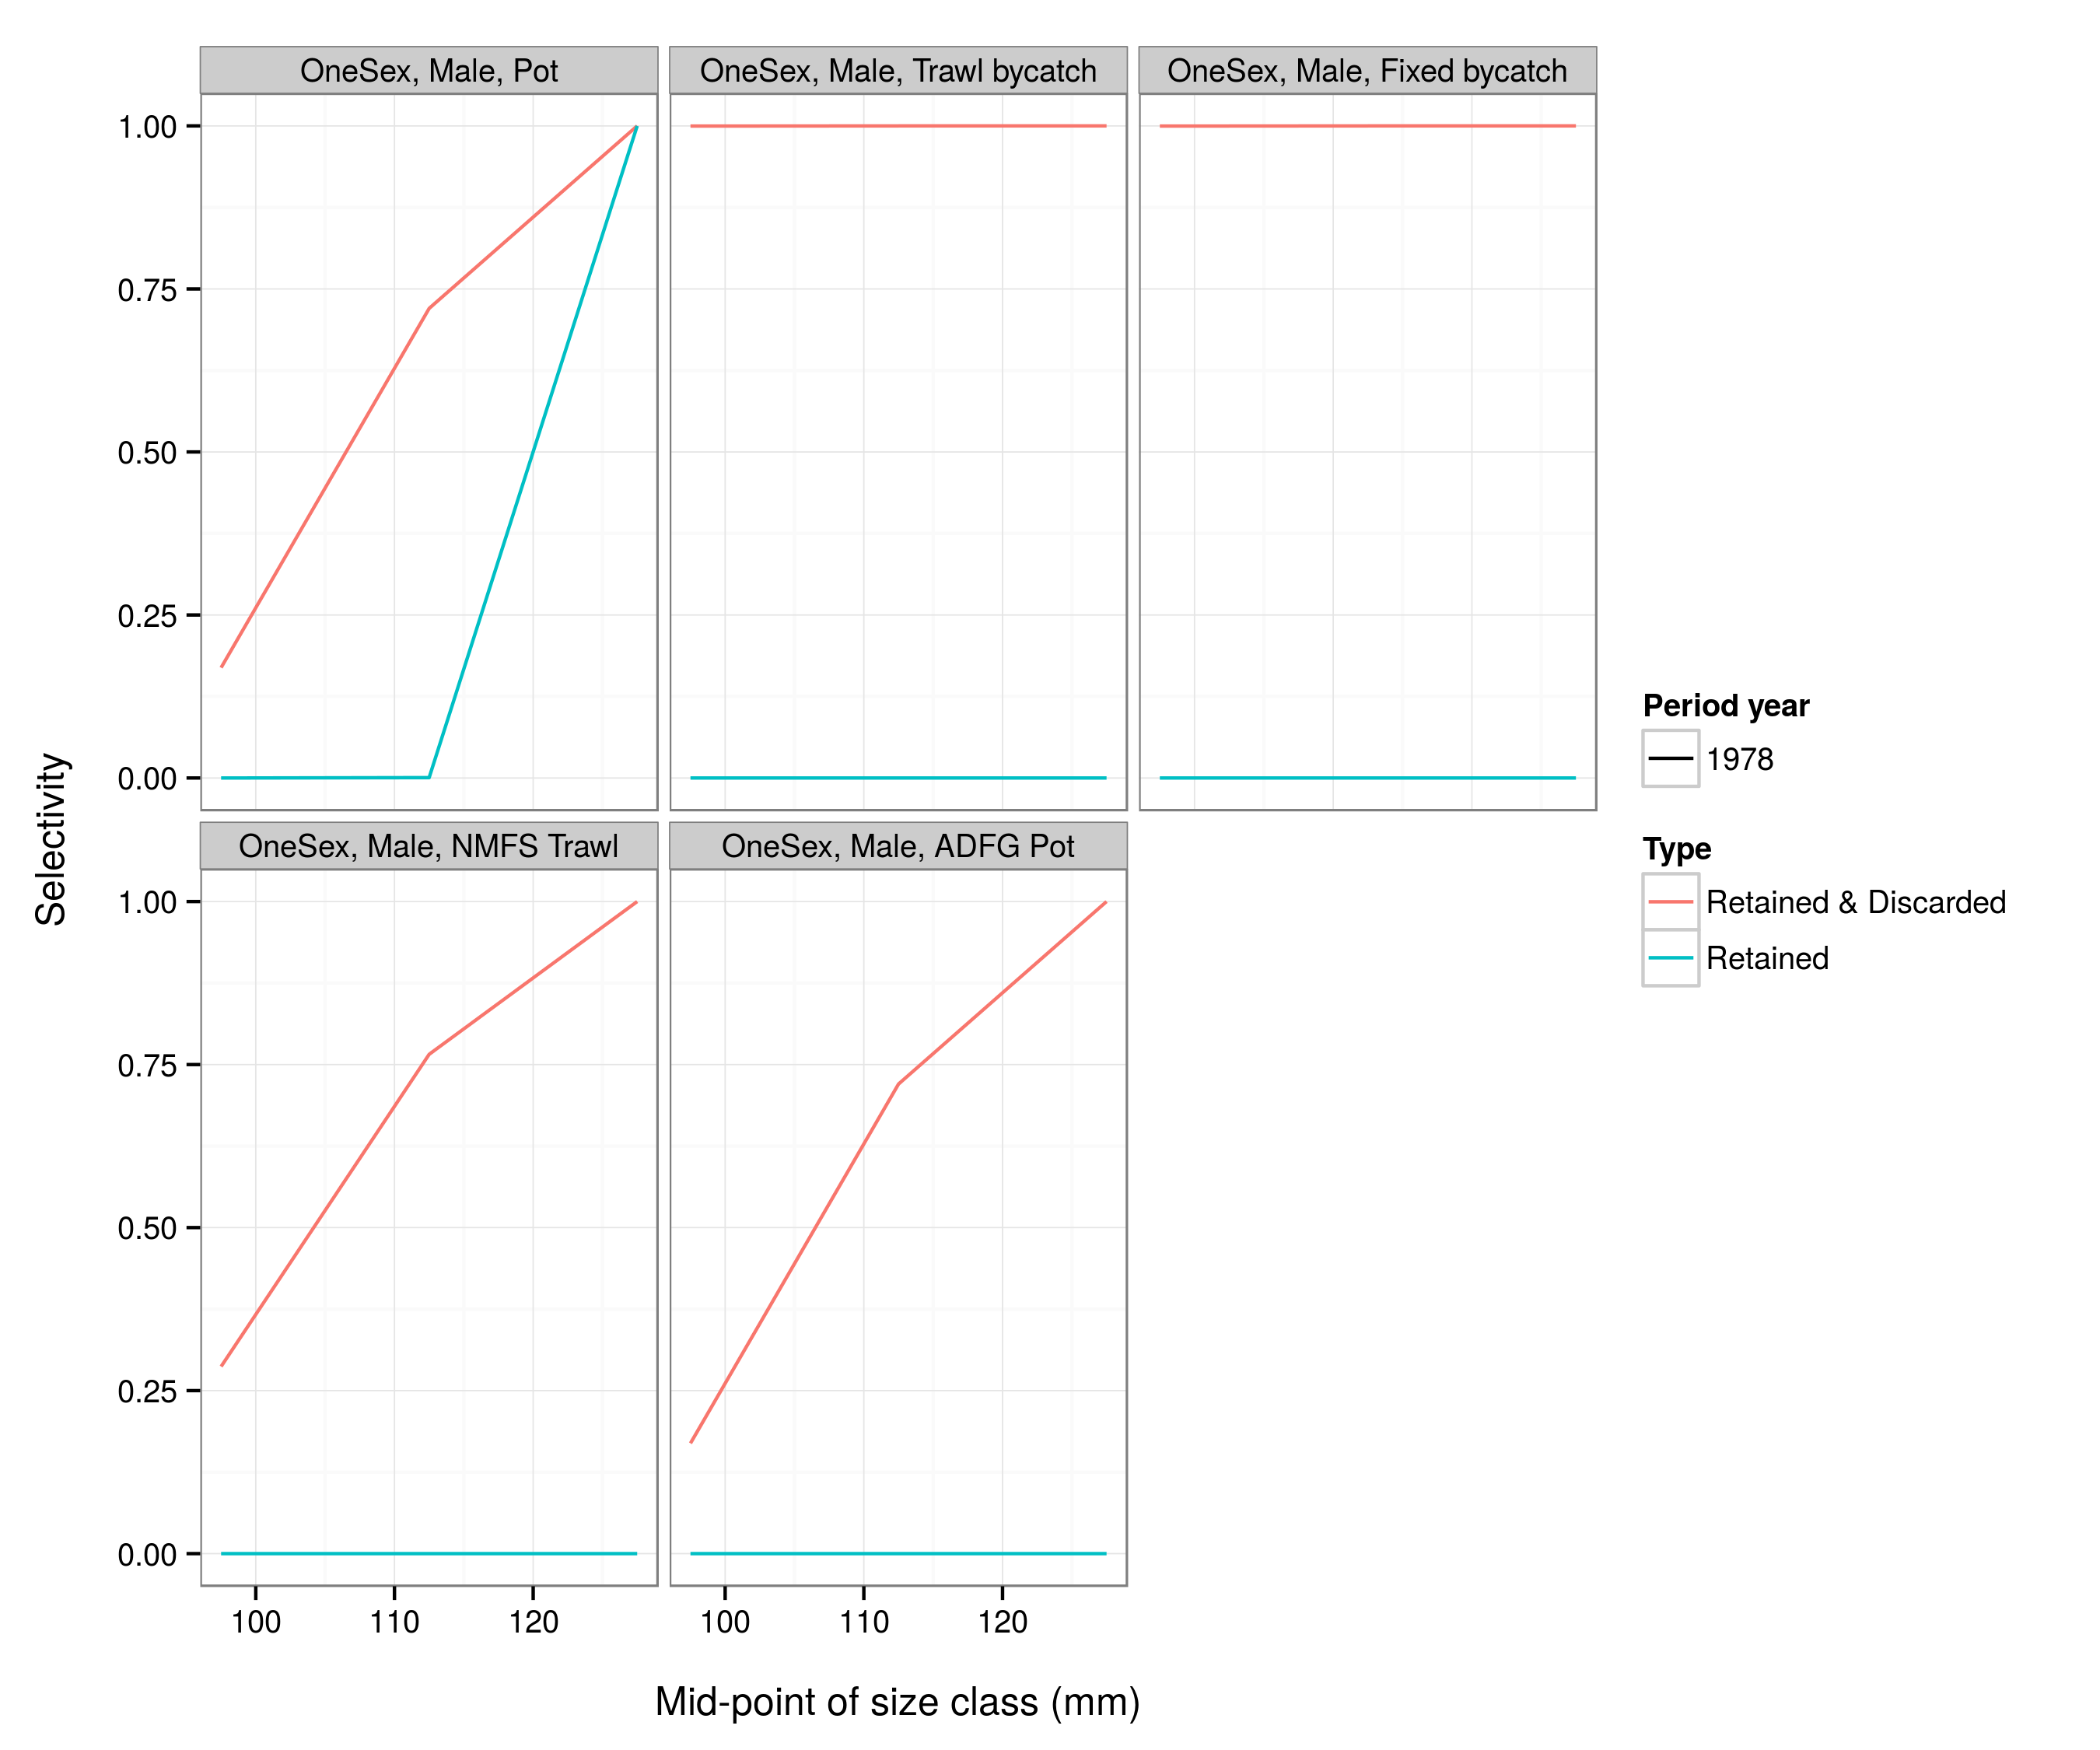 OneSex, Male, Pot
OneSex, Male, Trawl bycatch
OneSex, Male, Fixed bycatch
1.00
0.75
0.50
0.25
0.00
OneSex, Male, NMFS Trawl
OneSex, Male, ADFG Pot
1.00
0.75
0.50
0.25
0.00
100
110
120
100
110
120
Mid-point of size class (mm)
Selectivity
Period year
1978
Type
Retained & Discarded
Retained